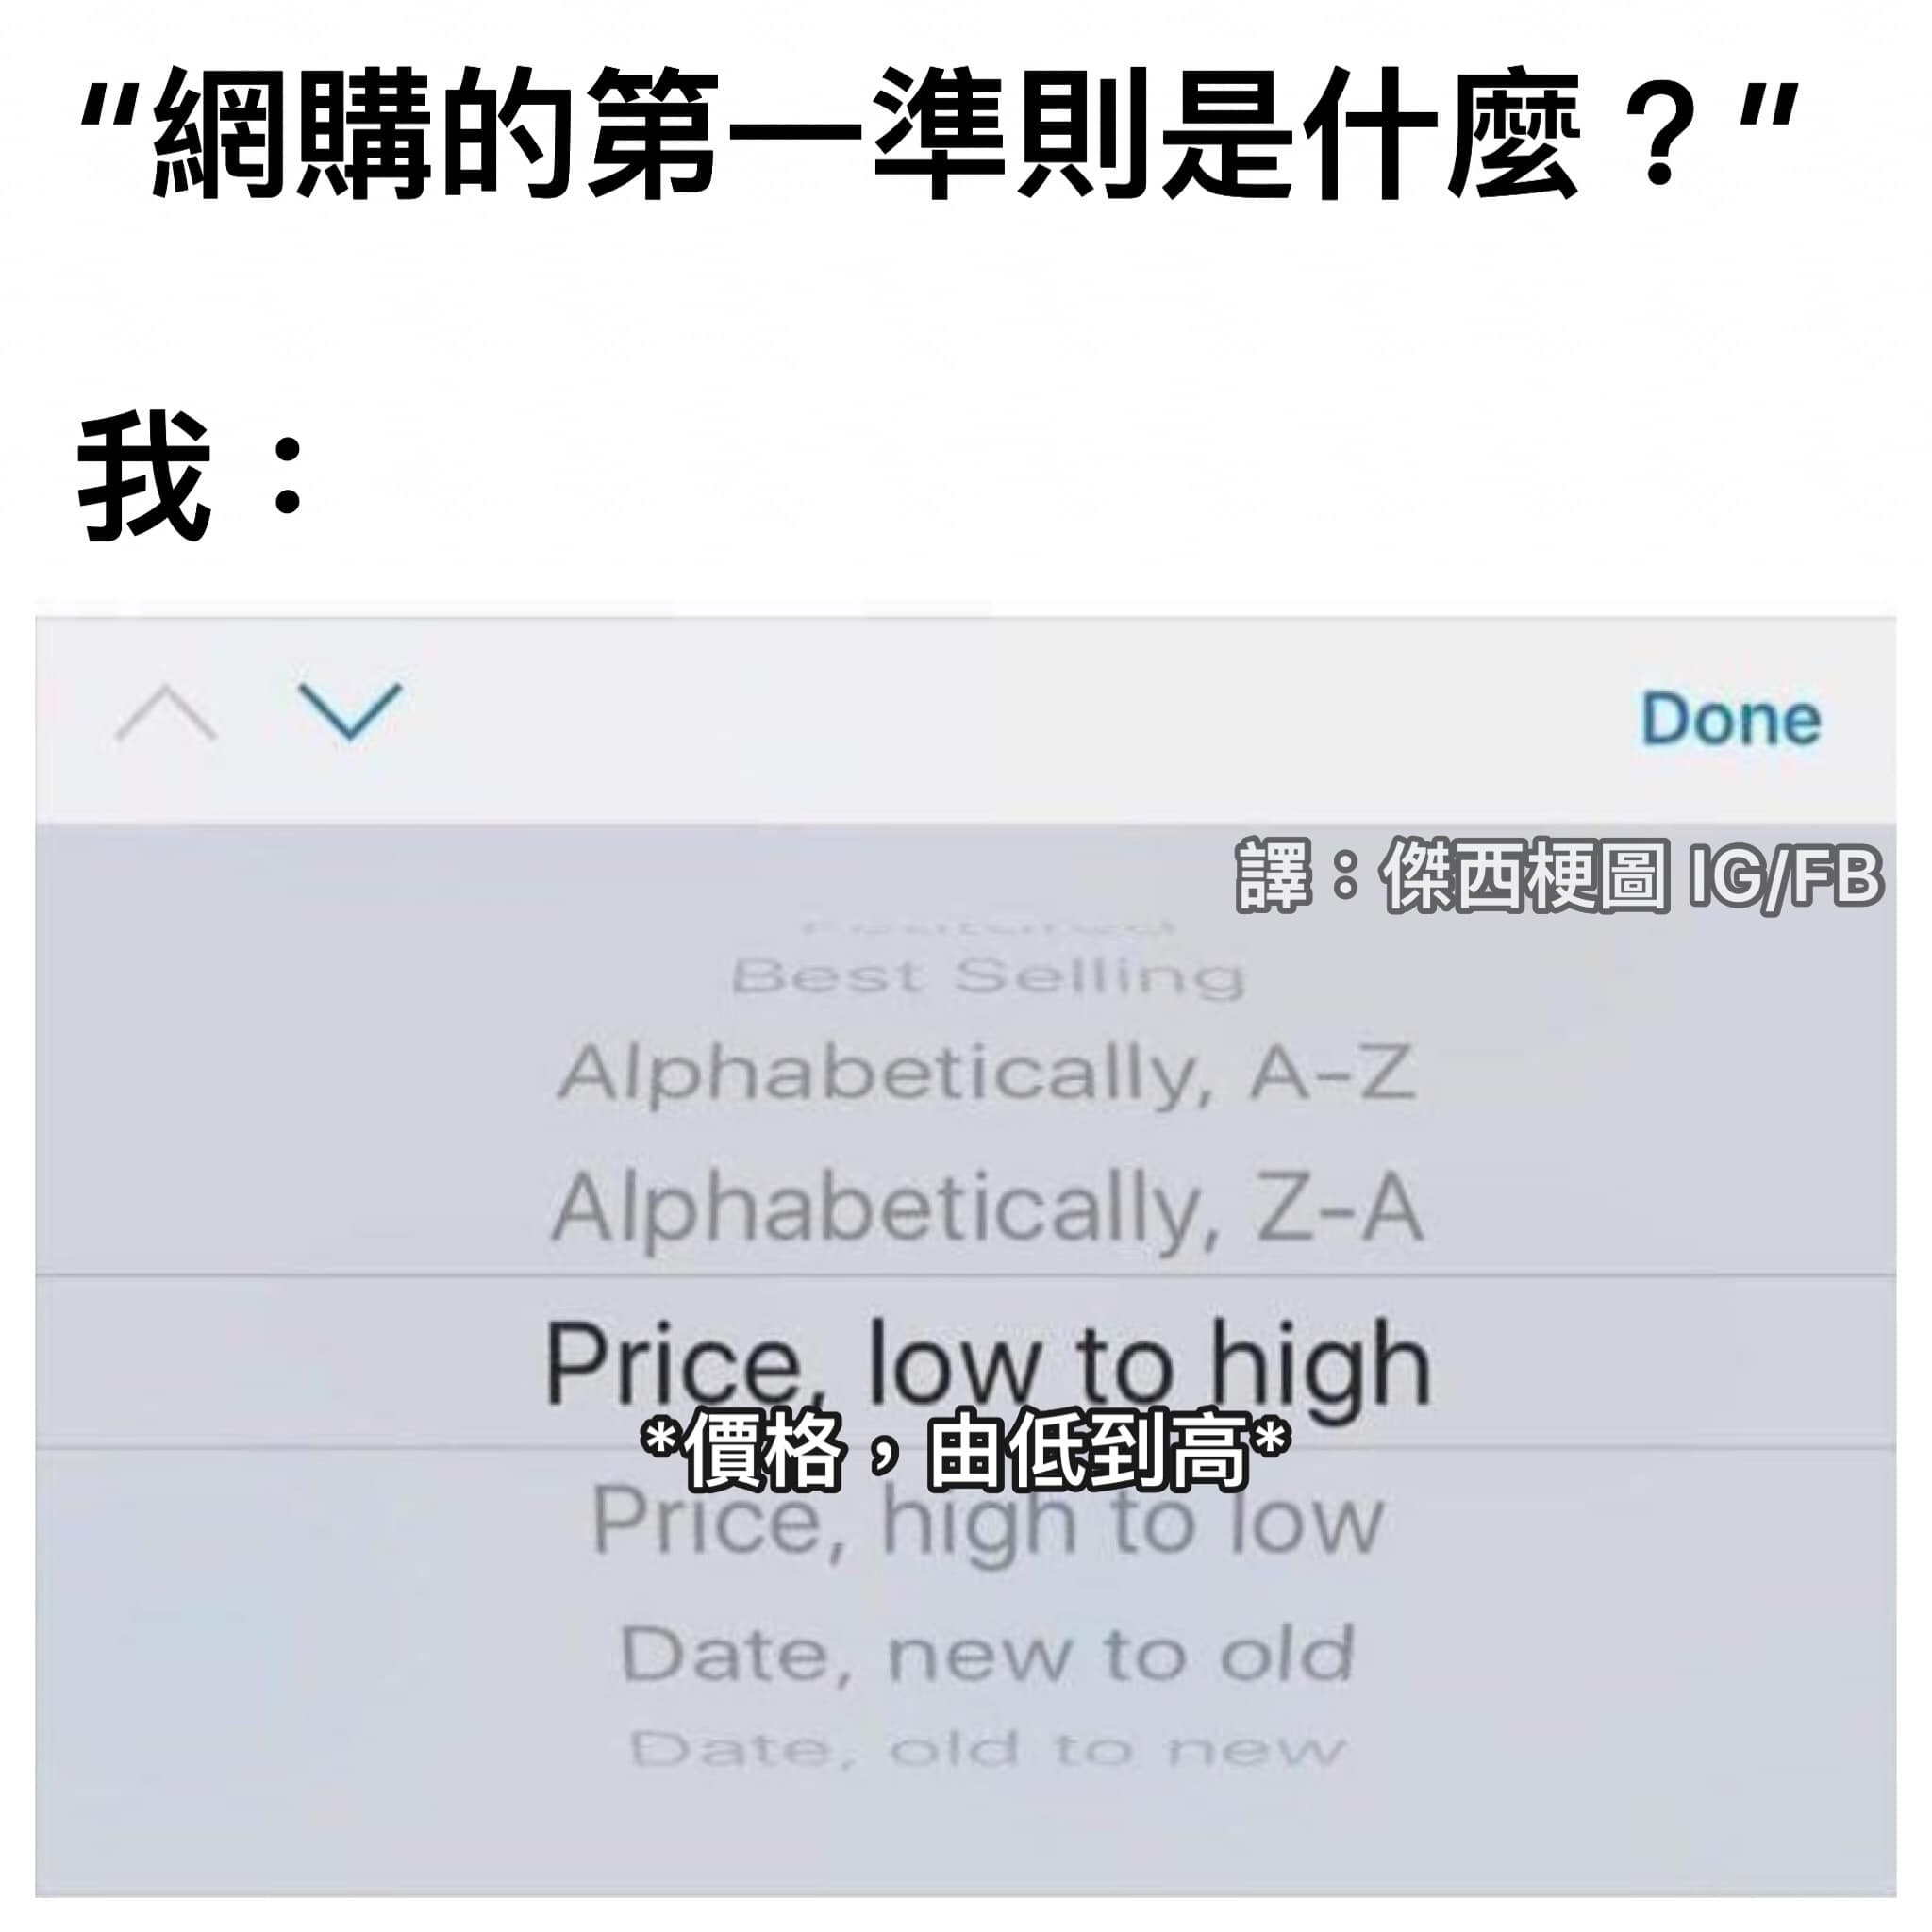 "網購的第一準則是什麼？"
我：
Done
譯：傑西梗圖 IG/FB
Featured
Best Selling
Alphabetically, A-Z
Alphabetically, Z-A
Price, low to high
*價格，由低到高*
Price, high to low
Date, new to old
Date, old to new